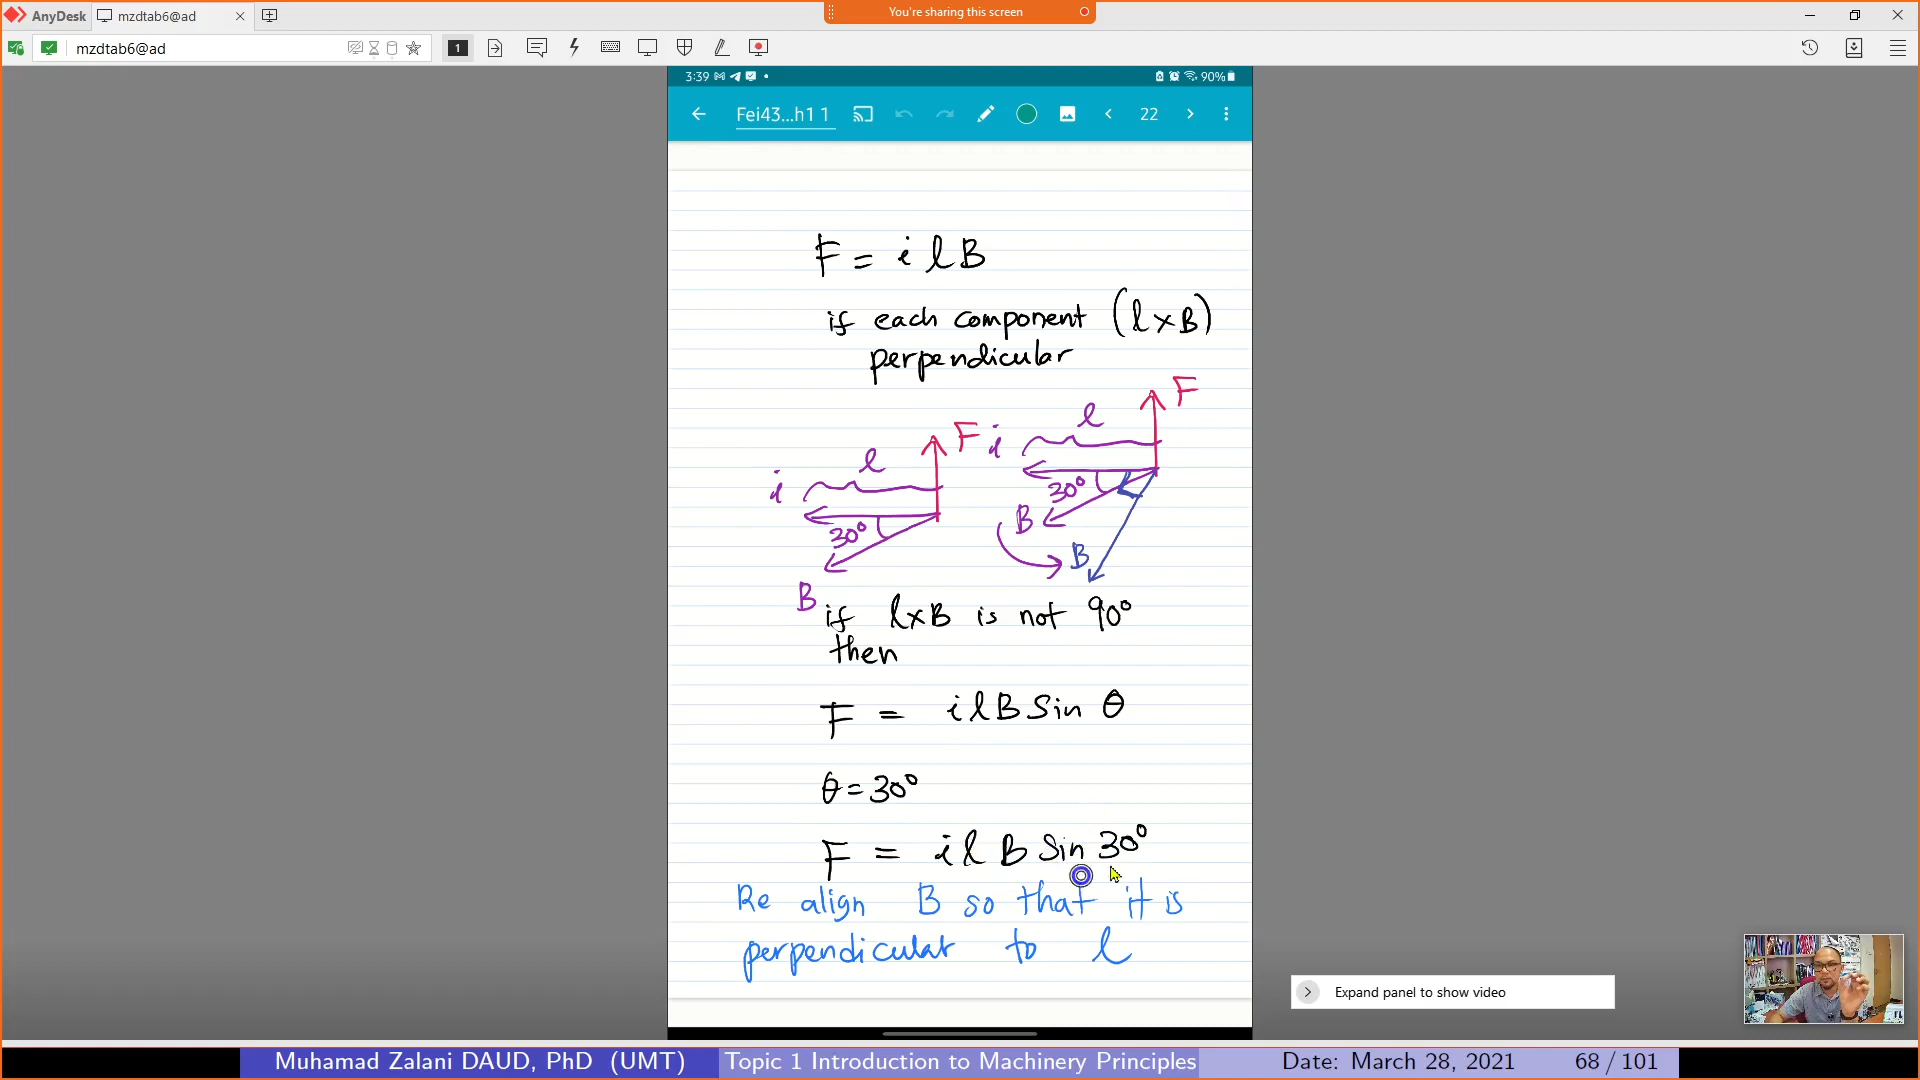 AnyDesk
mzdtab6@ad
You're sharing this screen
mzdtab6@ad
1
3:39
90%
Fei43...h1 1
22
F = i l B
if each component (l x B)
perpendicular
F
l
i
30°
B
F
l
i
30°
B
B
if l x B is not 90°
then
F = i l B Sin θ
θ = 30°
F = i l B Sin 30°
Re align B so that it is
perpendicular to l
Expand panel to show video
Muhamad Zalani DAUD, PhD (UMT)
Topic 1 Introduction to Machinery Principles
Date: March 28, 2021
68 / 101